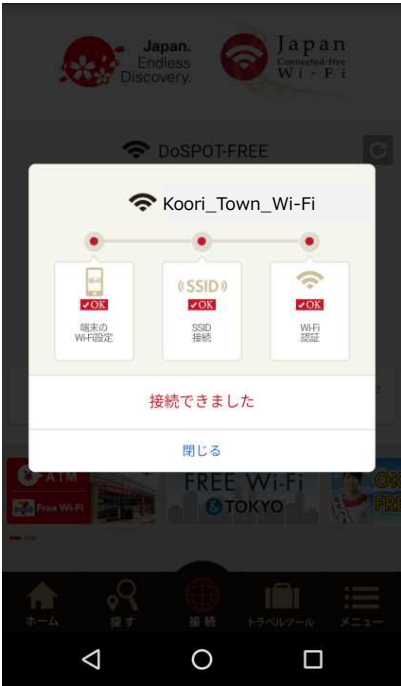 Japan.
Endless
Discovery.
Japan
Connected-free
Wi-Fi
DoSPOT-FREE
Koori_Town_Wi-Fi
Wi-Fi
✓OK
端末の
Wi-Fi設定
SSID
✓OK
SSID
接続
✓OK
Wi-Fi
認証
接続できました
閉じる
ATM
Free Wi-Fi
FREE Wi-Fi
&TOKYO
OK
FRE
ホーム
探す
接続
トラベルツール
メニュー